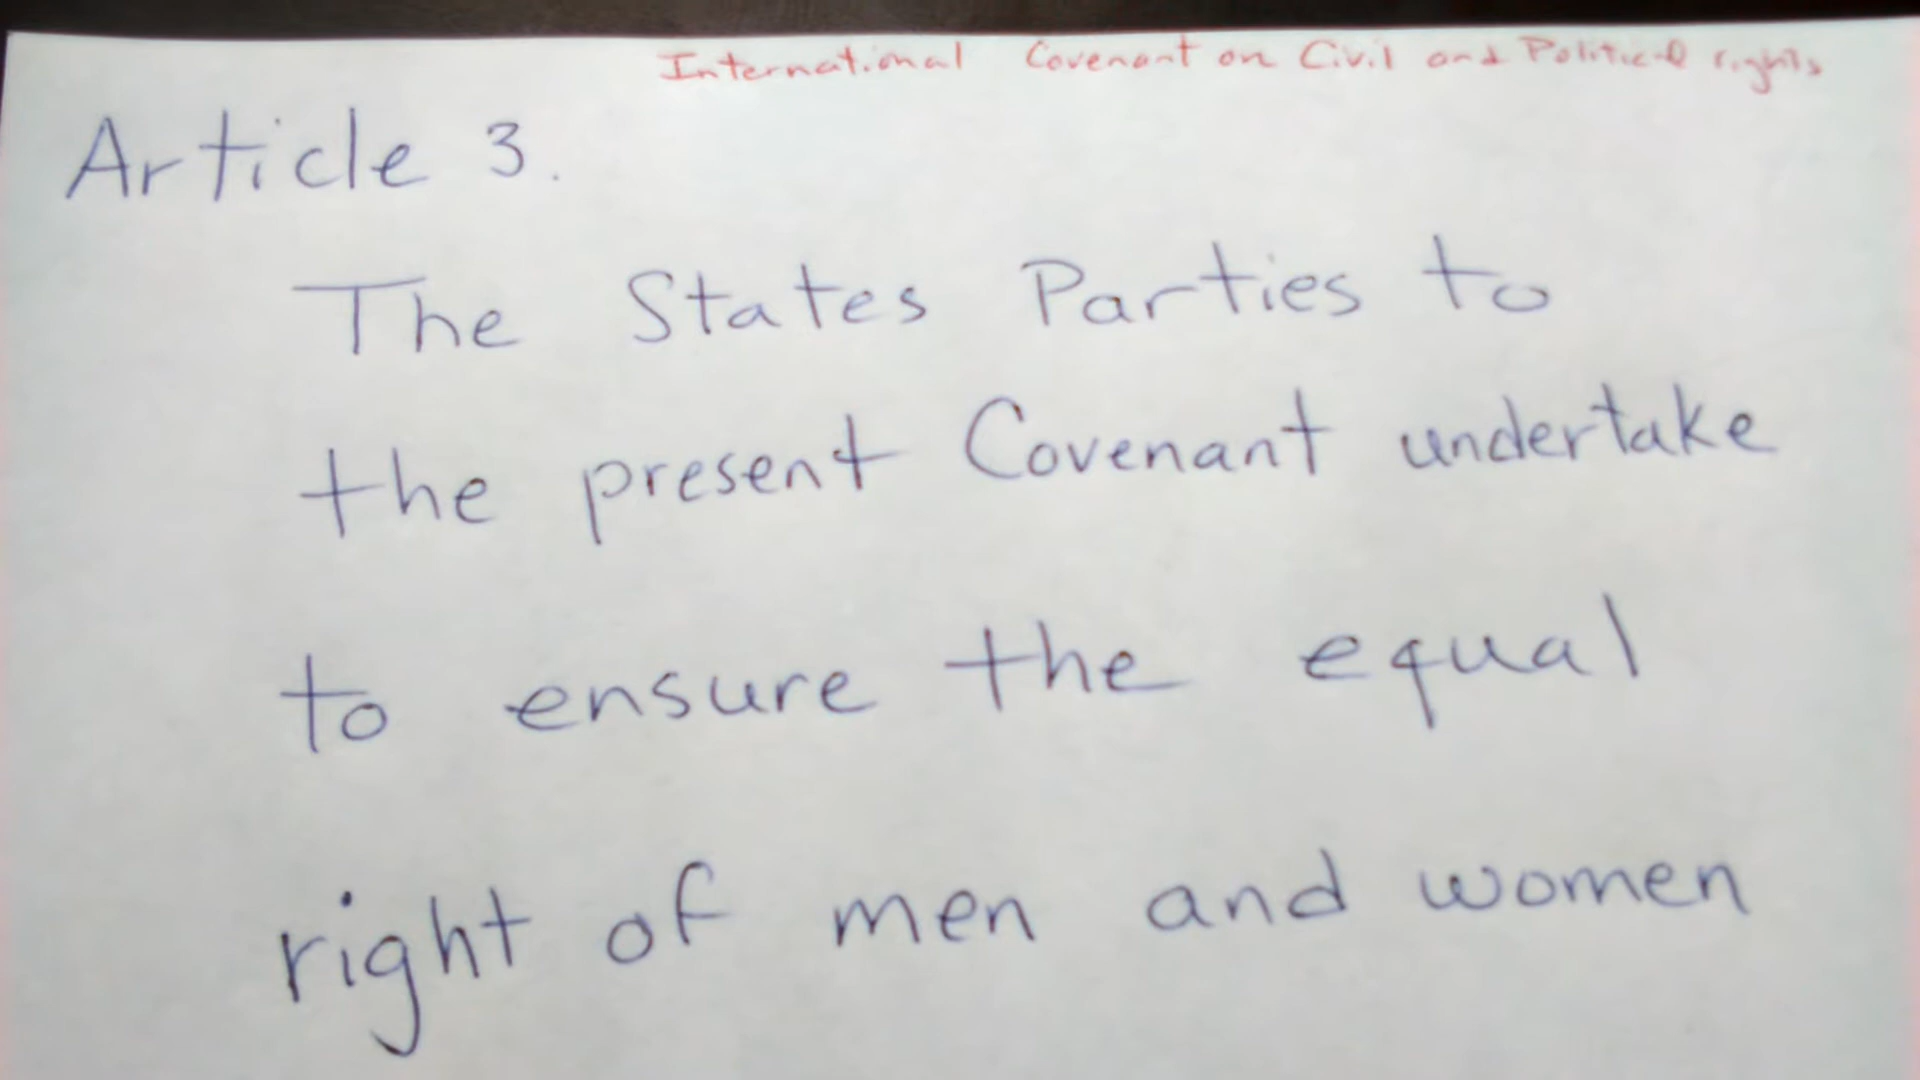 International Covenant on Civil and Political rights
Article 3.
The States Parties to
the present Covenant undertake
to ensure the equal
right of men and women